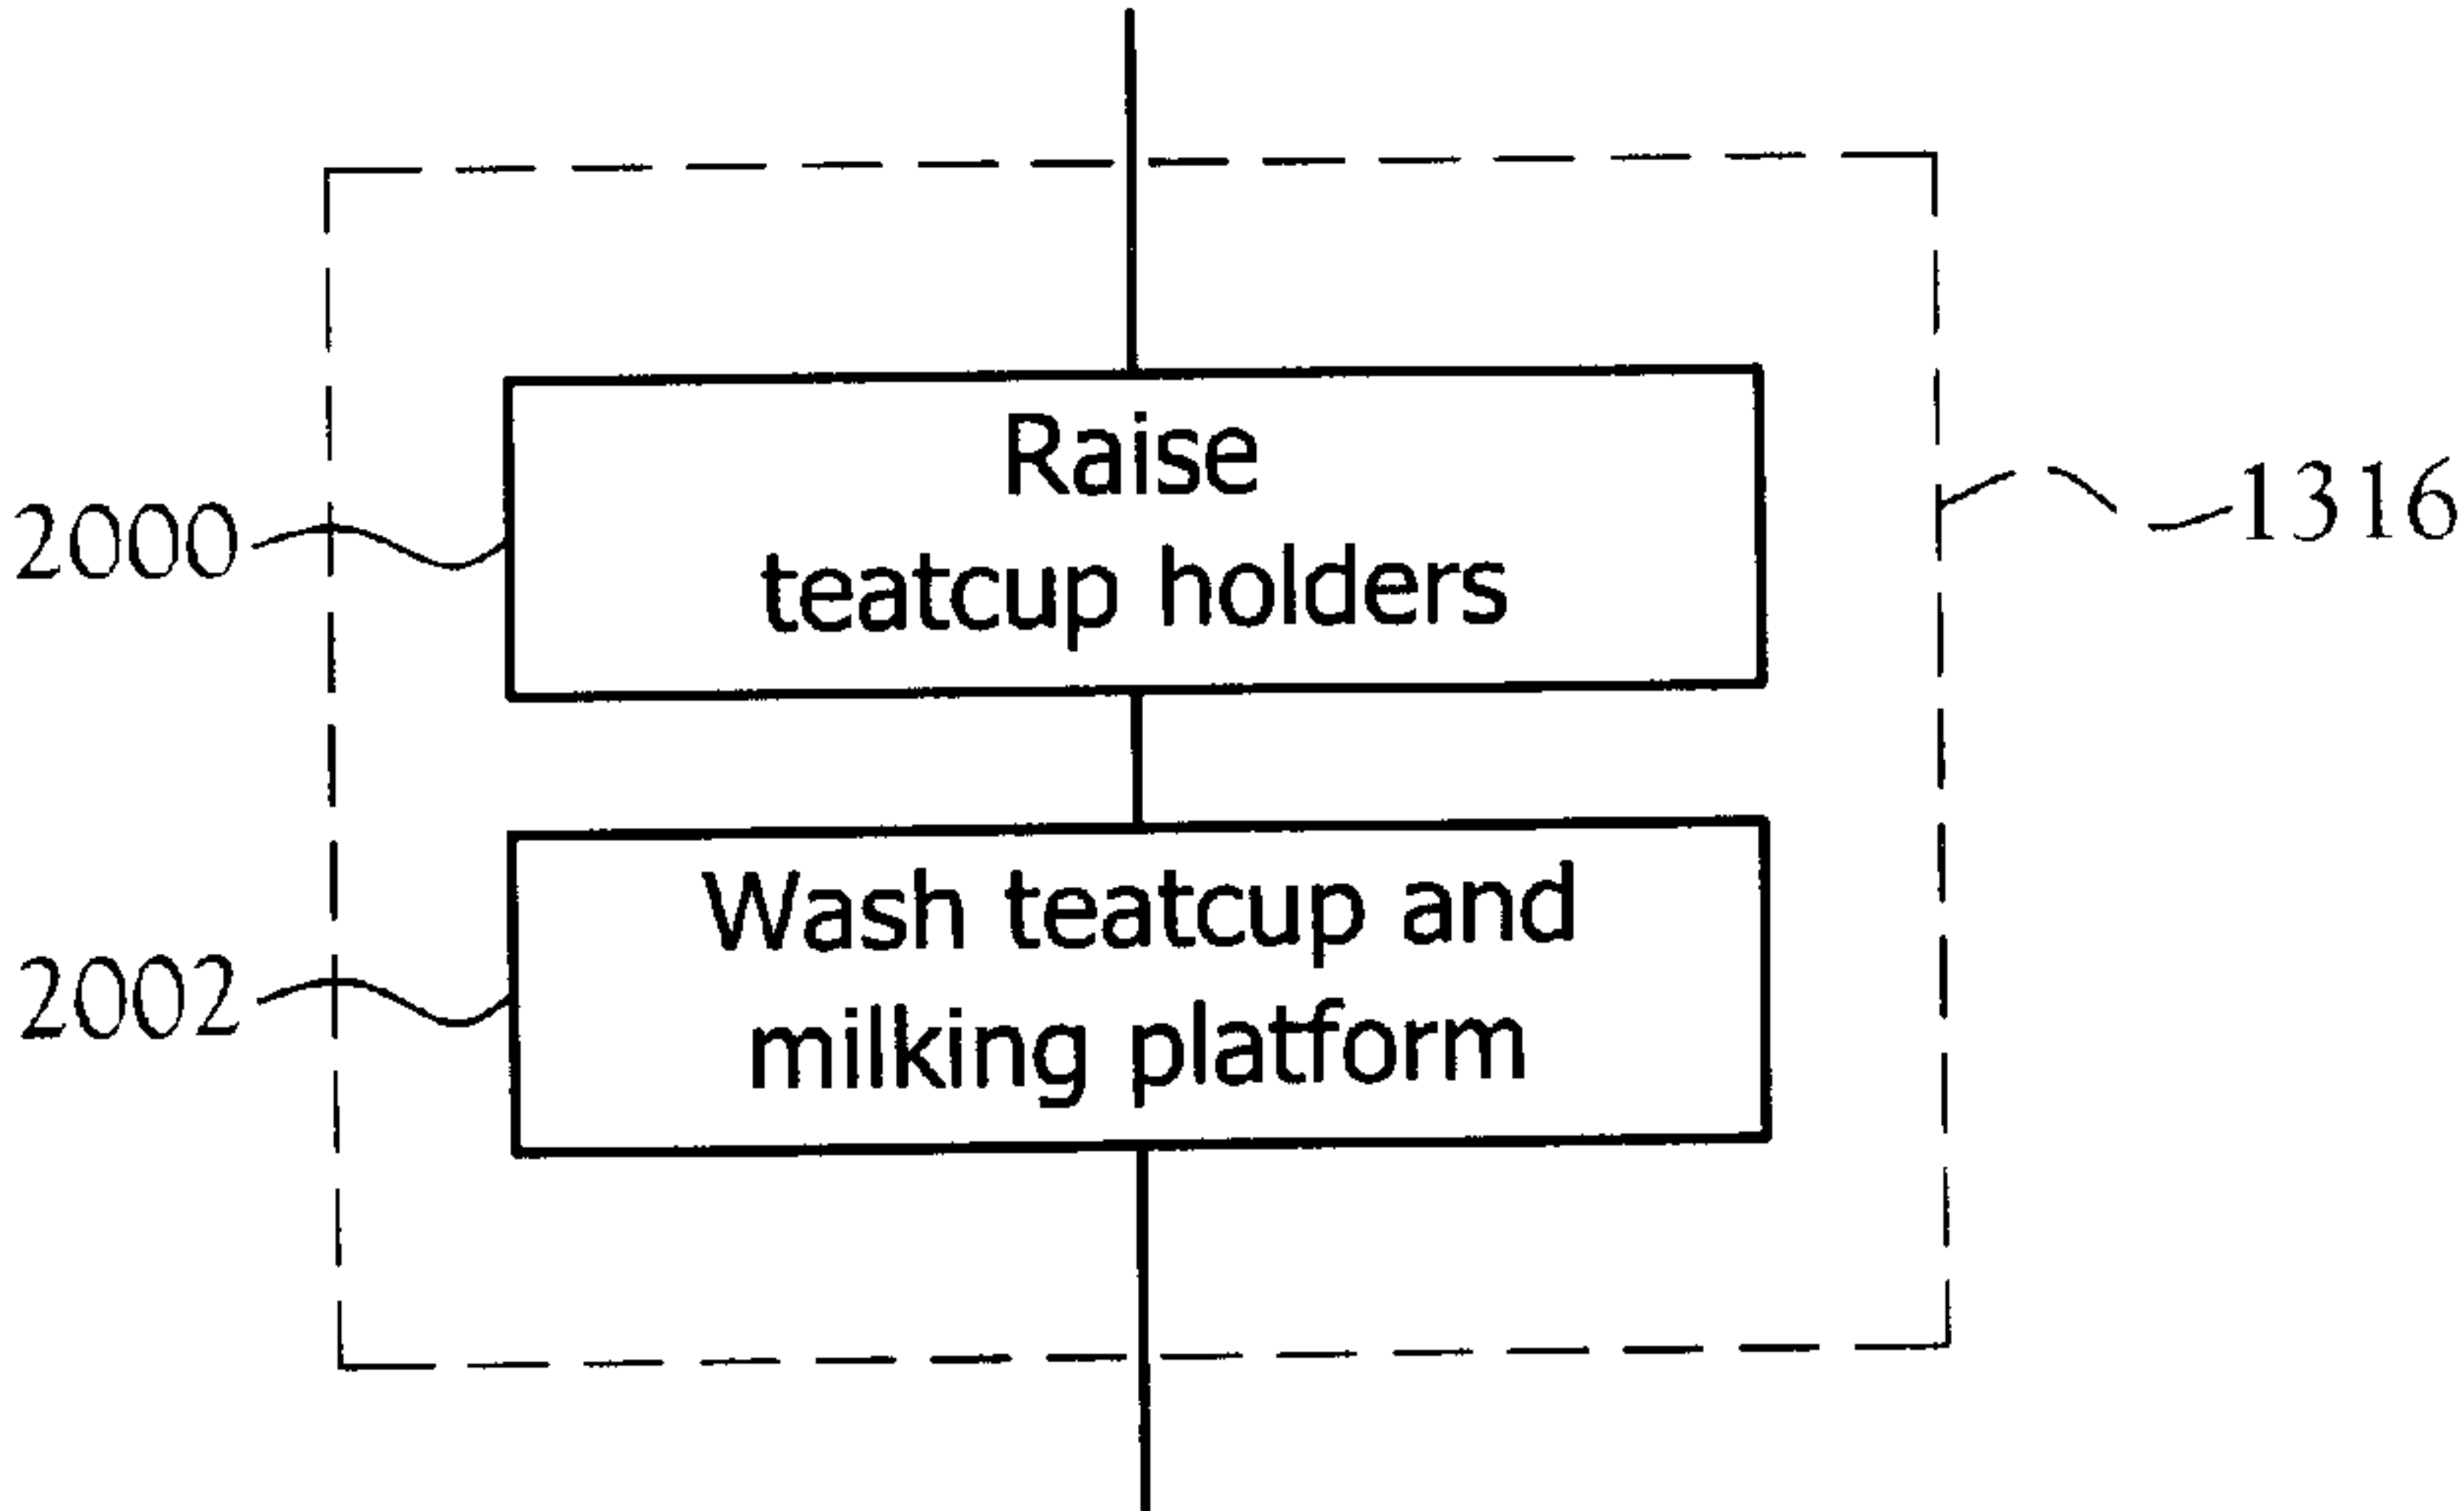 Raise
teatcup holders
2000
1316
Wash teatcup and
milking platform
2002